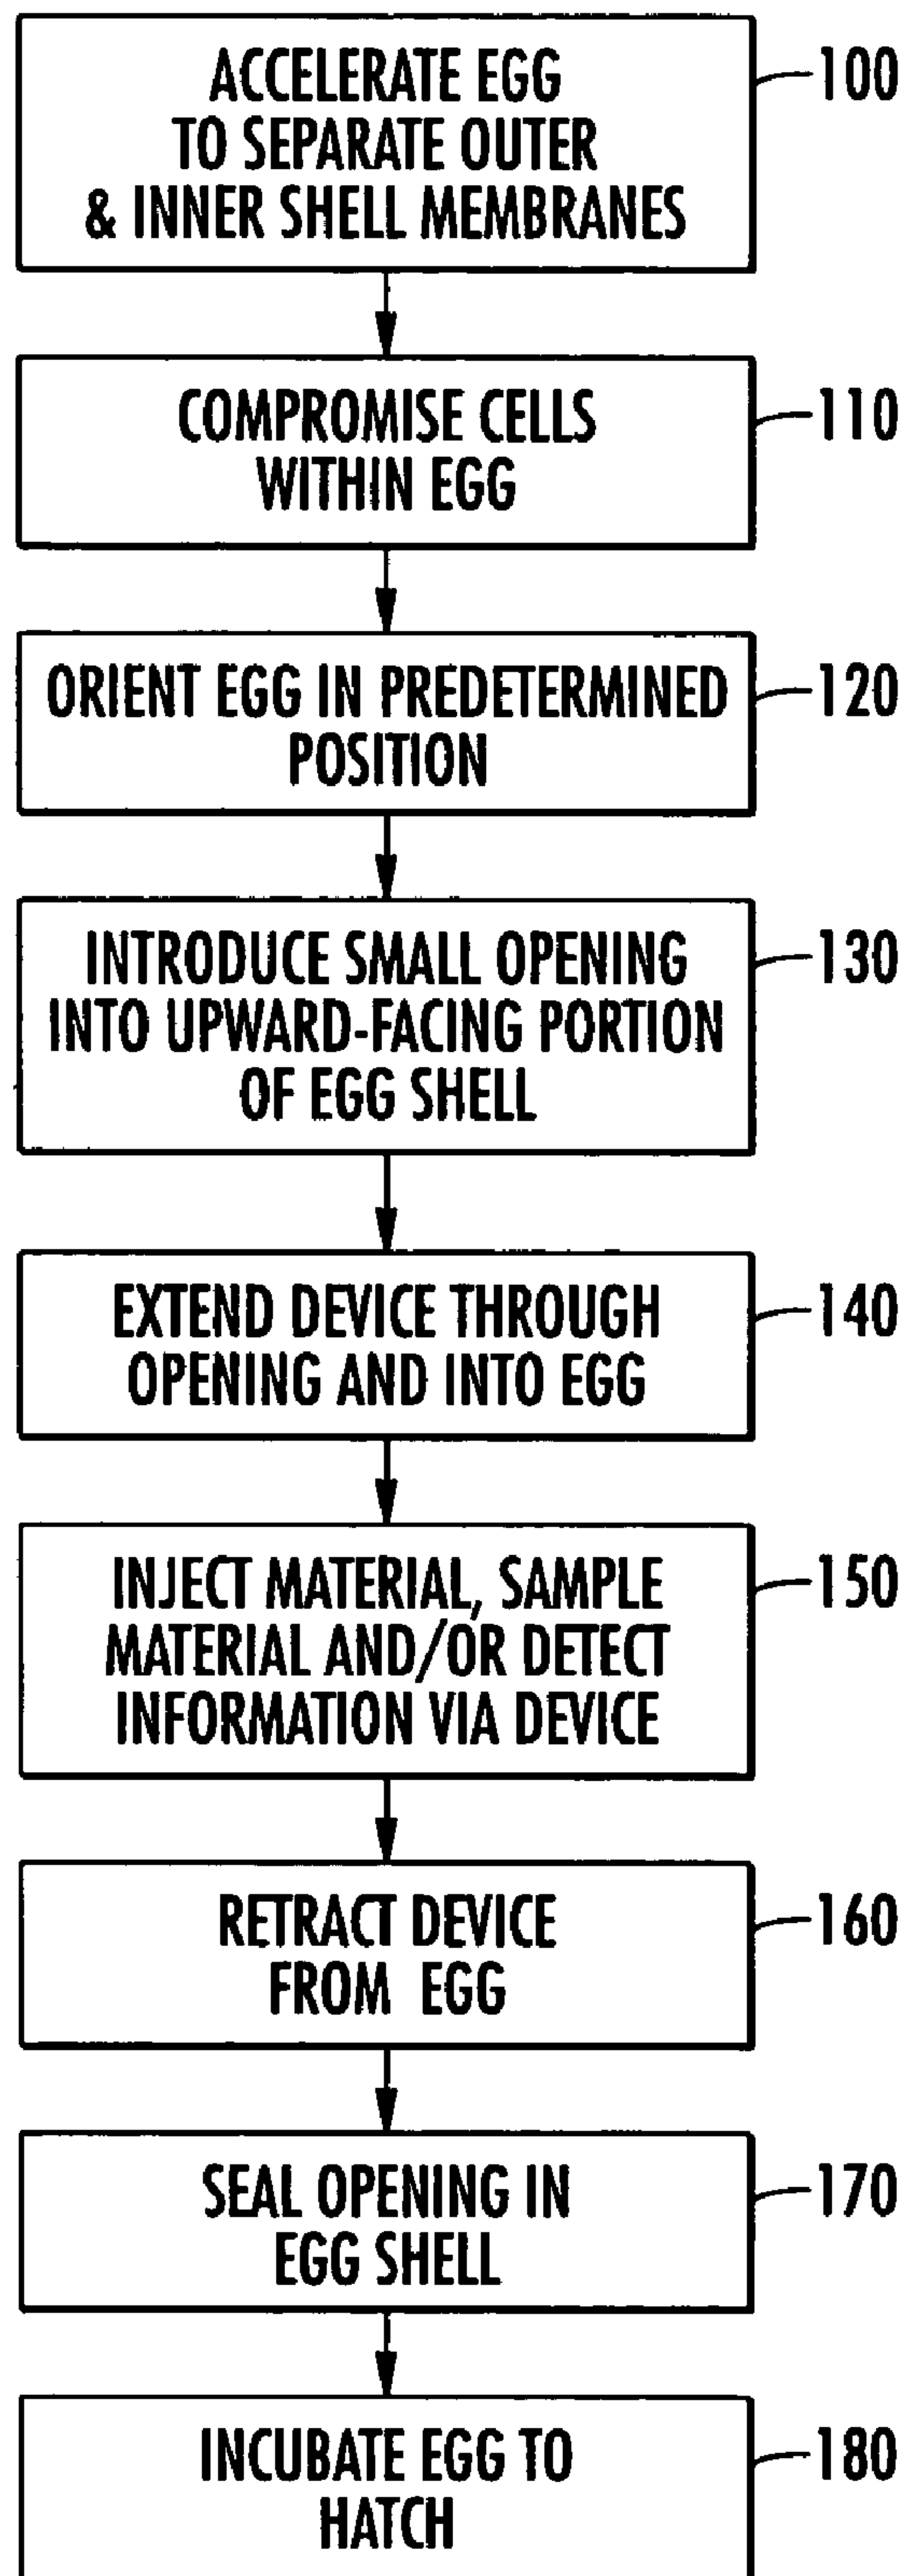 ACCELERATE EGG
TO SEPARATE OUTER
& INNER SHELL MEMBRANES
100
COMPROMISE CELLS
WITHIN EGG
110
ORIENT EGG IN PREDETERMINED
POSITION
120
INTRODUCE SMALL OPENING
INTO UPWARD-FACING PORTION
OF EGG SHELL
130
EXTEND DEVICE THROUGH
OPENING AND INTO EGG
140
INJECT MATERIAL, SAMPLE
MATERIAL AND/OR DETECT
INFORMATION VIA DEVICE
150
RETRACT DEVICE
FROM EGG
160
SEAL OPENING IN
EGG SHELL
170
INCUBATE EGG TO
HATCH
180